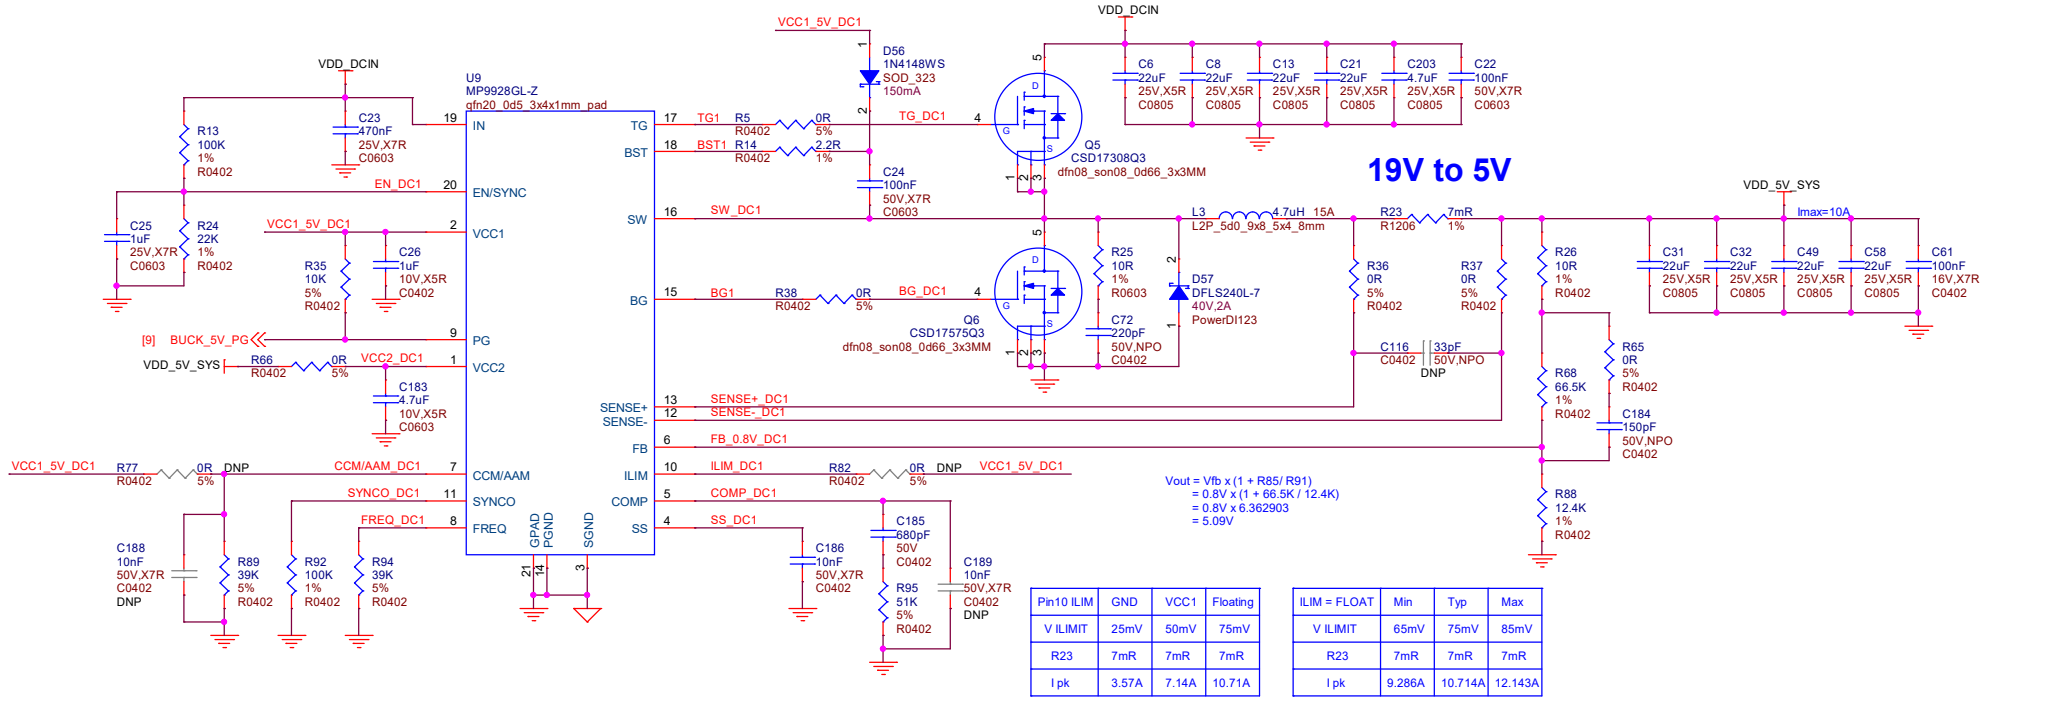 VCC1_5V_DC1
VDD_DCIN
1
D56
1N4148WS
SOD_323
150mA
2
VDD_DCIN
U9
MP9928GL-Z
qfn20_0d5_3x4x1mm_pad
C23
470nF
25V,X7R
C0603
R13
100K
1%
R0402
19
IN
TG
17
TG1
R5
R0402
0R
5%
TG_DC1
4
BST
18
BST1
R14
R0402
2.2R
1%
C24
100nF
50V,X7R
C0603
5
D
G
S
1
2
3
Q5
CSD17308Q3
dfn08_son08_0d66_3x3MM
C6
22uF
25V,X5R
C0805
C8
22uF
25V,X5R
C0805
C13
22uF
25V,X5R
C0805
C21
22uF
25V,X5R
C0805
C203
4.7uF
25V,X5R
C0805
C22
100nF
50V,X7R
C0603
19V to 5V
EN_DC1
20
EN/SYNC
C25
1uF
25V,X7R
C0603
R24
22K
1%
R0402
VCC1_5V_DC1
2
VCC1
R35
10K
5%
R0402
C26
1uF
10V,X5R
C0402
SW
16
SW_DC1
L3
4.7uH
15A
L2P_5d0_9x8_5x4_8mm
R23
R1206
7mR
1%
VDD_5V_SYS
Imax=10A
BG
15
BG1
R38
R0402
0R
5%
BG_DC1
4
5
D
G
S
1
2
3
Q6
CSD17575Q3
dfn08_son08_0d66_3x3MM
R25
10R
1%
R0603
C72
220pF
50V,NPO
C0402
2
D57
DFLS240L-7
40V,2A
PowerDI123
1
R36
0R
5%
R0402
R37
0R
5%
R0402
R26
10R
1%
R0402
C31
22uF
25V,X5R
C0805
C32
22uF
25V,X5R
C0805
C49
22uF
25V,X5R
C0805
C58
22uF
25V,X5R
C0805
C61
100nF
16V,X7R
C0402
[9]
BUCK_5V_PG
9
PG
VDD_5V_SYS
R66
R0402
0R
5%
VCC2_DC1
1
VCC2
C183
4.7uF
10V,X5R
C0603
C116
C0402
33pF
50V,NPO
DNP
R68
66.5K
1%
R0402
R65
0R
5%
R0402
C184
150pF
50V,NPO
C0402
SENSE+
13
SENSE+_DC1
SENSE-
12
SENSE-_DC1
FB
6
FB_0.8V_DC1
VCC1_5V_DC1
R77
R0402
0R
5%
DNP
CCM/AAM_DC1
7
CCM/AAM
ILIM
10
ILIM_DC1
R82
R0402
0R
5%
DNP
VCC1_5V_DC1
SYNCO_DC1
11
SYNCO
COMP
5
COMP_DC1
FREQ_DC1
8
FREQ
SS
4
SS_DC1
GPAD
PGND
SGND
21
14
3
C188
10nF
50V,X7R
C0402
DNP
R89
39K
5%
R0402
R92
100K
1%
R0402
R94
39K
5%
R0402
C186
10nF
50V,X7R
C0402
C185
680pF
50V
C0402
R95
51K
5%
R0402
C189
10nF
50V,X7R
C0402
DNP
Vout = Vfb x (1 + R85/ R91)
= 0.8V x (1 + 66.5K / 12.4K)
= 0.8V x 6.362903
= 5.09V
R88
12.4K
1%
R0402
Pin10 ILIM GND VCC1 Floating
V ILIMIT 25mV 50mV 75mV
R23 7mR 7mR 7mR
I pk 3.57A 7.14A 10.71A
ILIM = FLOAT Min Typ Max
V ILIMIT 65mV 75mV 85mV
R23 7mR 7mR 7mR
I pk 9.286A 10.714A 12.143A